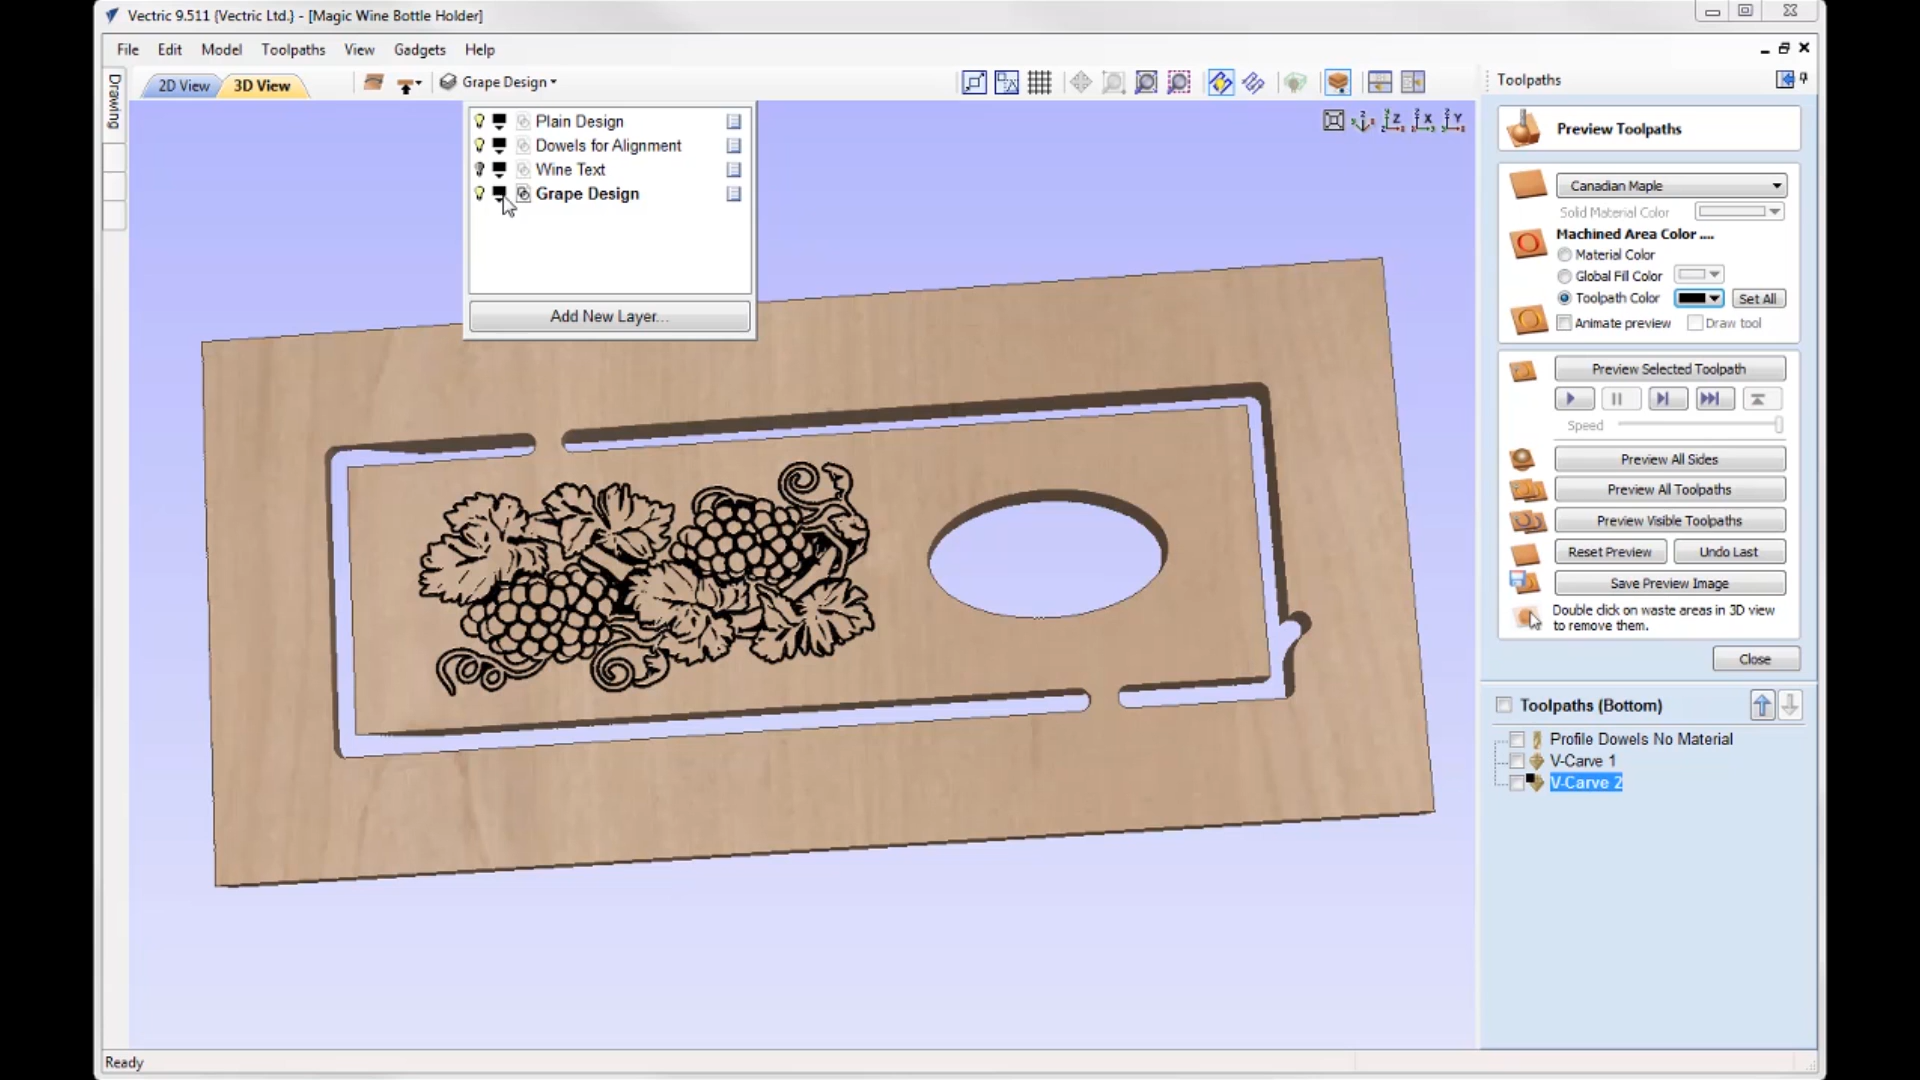 Vectric 9.511 {Vectric Ltd.} - [Magic Wine Bottle Holder]
File Edit Model Toolpaths View Gadgets Help
Drawing
2D View 3D View Grape Design
Plain Design
Dowels for Alignment
Wine Text
Grape Design
Add New Layer...
Z X Y
Toolpaths
Preview Toolpaths
Canadian Maple
Solid Material Color
Machined Area Color ....
Material Color
Global Fill Color
Toolpath Color Set All
Animate preview Draw tool
Preview Selected Toolpath
Speed
Preview All Sides
Preview All Toolpaths
Preview Visible Toolpaths
Reset Preview Undo Last
Save Preview Image
Double click on waste areas in 3D view
to remove them.
Close
Toolpaths (Bottom)
Profile Dowels No Material
V-Carve 1
V-Carve 2
Ready